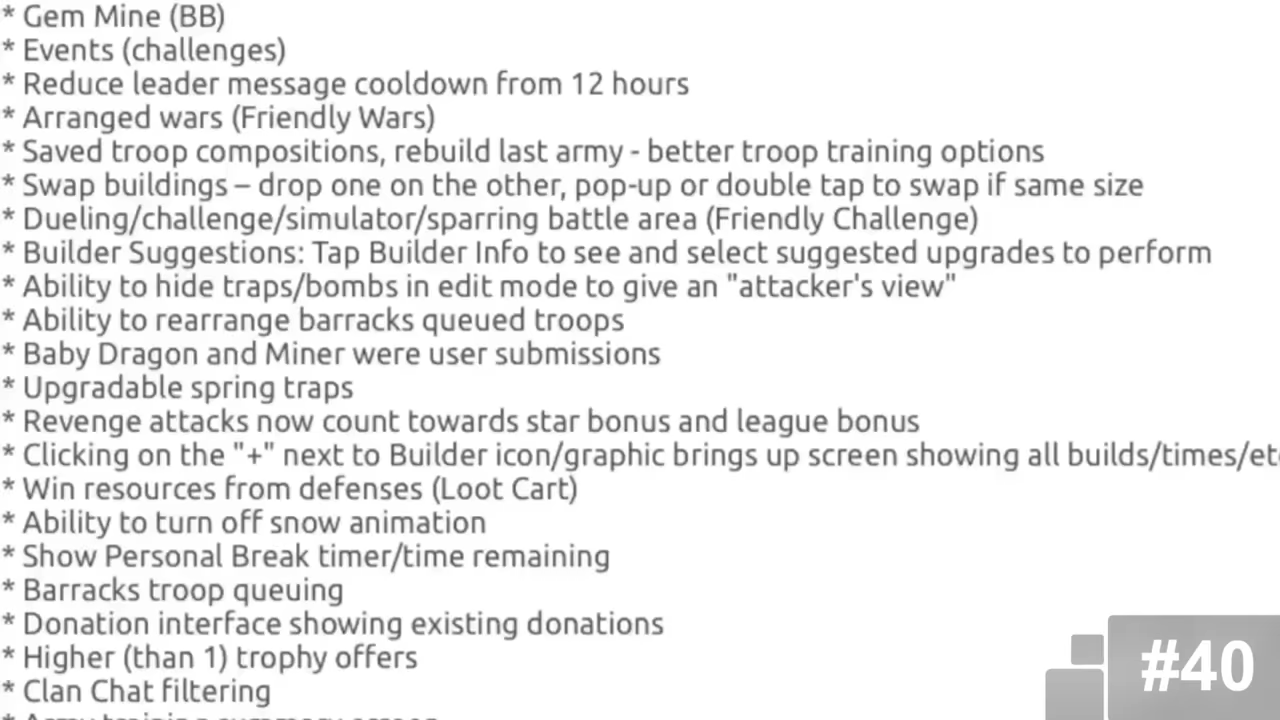 * Gem Mine (BB)
* Events (challenges)
* Reduce leader message cooldown from 12 hours
* Arranged wars (Friendly Wars)
* Saved troop compositions, rebuild last army - better troop training options
* Swap buildings – drop one on the other, pop-up or double tap to swap if same size
* Dueling/challenge/simulator/sparring battle area (Friendly Challenge)
* Builder Suggestions: Tap Builder Info to see and select suggested upgrades to perform
* Ability to hide traps/bombs in edit mode to give an "attacker's view"
* Ability to rearrange barracks queued troops
* Baby Dragon and Miner were user submissions
* Upgradable spring traps
* Revenge attacks now count towards star bonus and league bonus
* Clicking on the "+" next to Builder icon/graphic brings up screen showing all builds/times/etc
* Win resources from defenses (Loot Cart)
* Ability to turn off snow animation
* Show Personal Break timer/time remaining
* Barracks troop queuing
* Donation interface showing existing donations
* Higher (than 1) trophy offers
* Clan Chat filtering
* Army training summary screen
#40